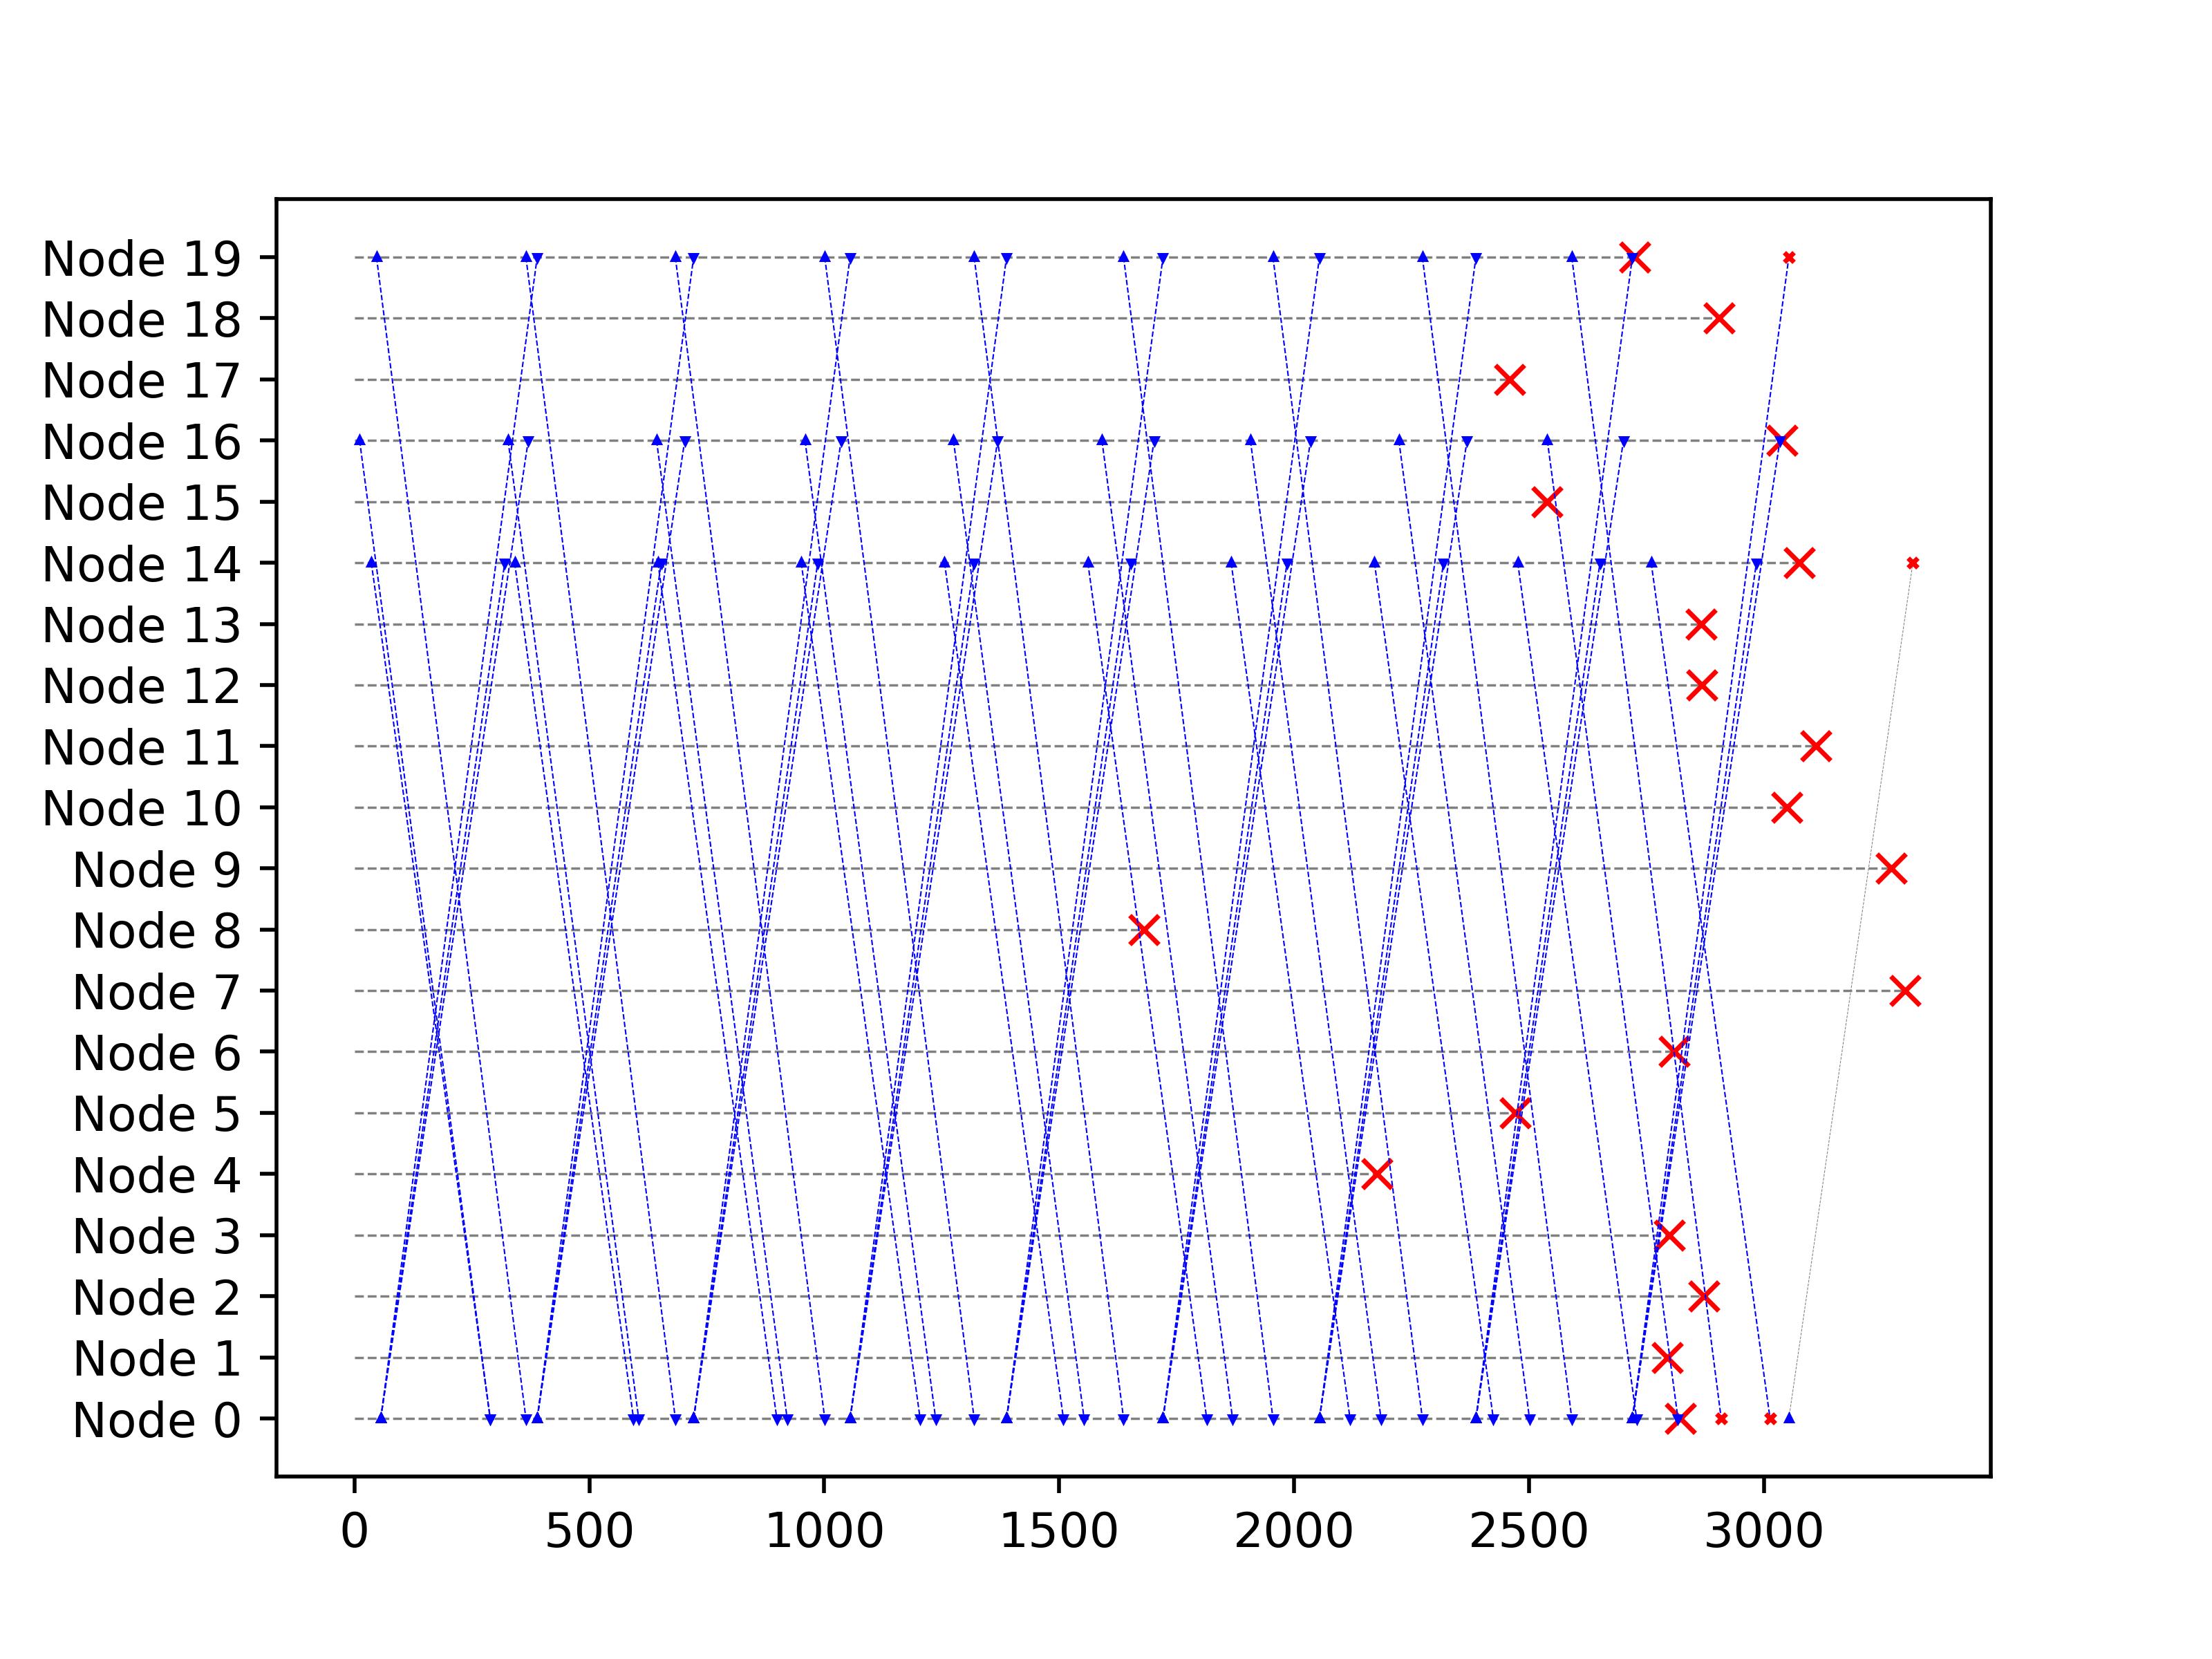 Node 19
Node 18
Node 17
Node 16
Node 15
Node 14
Node 13
Node 12
Node 11
Node 10
Node 9
Node 8
Node 7
Node 6
Node 5
Node 4
Node 3
Node 2
Node 1
Node 0
0 500 1000 1500 2000 2500 3000